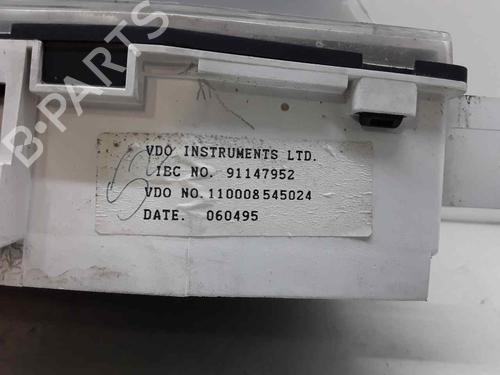 B-PARTS
VDO INSTRUMENTS LTD.
IBC NO. 91147952
VDO NO.110008545024
DATE. 060495